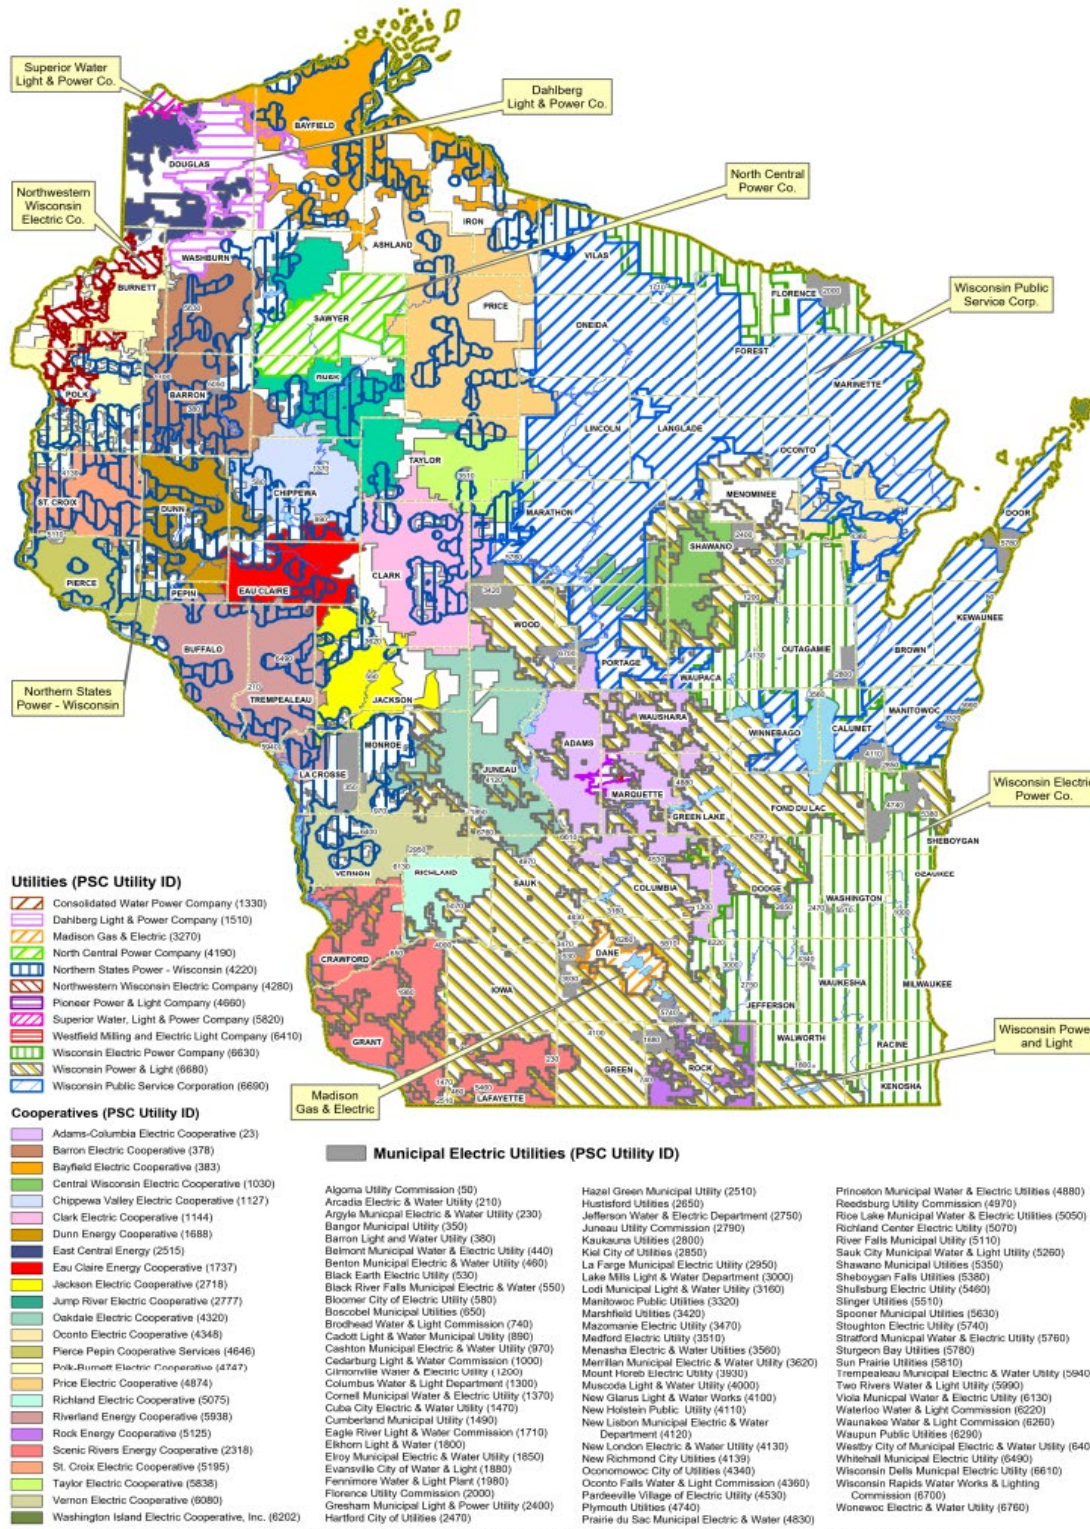 Superior Water
Light & Power Co.
Dahlberg
Light & Power Co.
BAYFIELD
DOUGLAS
North Central
Power Co.
Northwestern
Wisconsin
Electric Co.
IRON
ASHLAND
VILAS
WASHBURN
BURNETT
FLORENCE
Wisconsin Public
Service Corp.
SAWYER
PRICE
ONEIDA
FOREST
MARINETTE
RUSK
POLK
BARRON
LINCOLN
LANGLADE
OCONTO
TAYLOR
CHIPPEWA
MENOMINEE
ST. CROIX
DUNN
MARATHON
DOOR
SHAWANO
PIERCE
CLARK
PEPIN
EAU CLAIRE
KEWAUNEE
WOOD
BUFFALO
OUTAGAMIE
BROWN
PORTAGE
WAUPACA
Northern States
Power - Wisconsin
TREMPEALEAU
JACKSON
MANITOWOC
WAUSHARA
CALUMET
WINNEBAGO
ADAMS
MONROE
JUNEAU
LA CROSSE
MARQUETTE
Wisconsin Electric
Power Co.
GREEN LAKE
FOND DU LAC
SHEBOYGAN
VERNON
RICHLAND
SAUK
COLUMBIA
DODGE
OZAUKEE
WASHINGTON
CRAWFORD
DANE
IOWA
WAUKESHA
MILWAUKEE
JEFFERSON
GRANT
WALWORTH
RACINE
Wisconsin Power
and Light
GREEN
ROCK
KENOSHA
LAFAYETTE
Madison
Gas & Electric
Utilities (PSC Utility ID)
Consolidated Water Power Company (1330)
Dahlberg Light & Power Company (1510)
Madison Gas & Electric (3270)
North Central Power Company (4190)
Northern States Power - Wisconsin (4220)
Northwestern Wisconsin Electric Company (4280)
Pioneer Power & Light Company (4660)
Superior Water, Light & Power Company (5820)
Westfield Milling and Electric Light Company (6410)
Wisconsin Electric Power Company (6630)
Wisconsin Power & Light (6680)
Wisconsin Public Service Corporation (6690)
Cooperatives (PSC Utility ID)
Adams-Columbia Electric Cooperative (23)
Barron Electric Cooperative (378)
Bayfield Electric Cooperative (383)
Central Wisconsin Electric Cooperative (1030)
Chippewa Valley Electric Cooperative (1127)
Clark Electric Cooperative (1144)
Dunn Energy Cooperative (1688)
East Central Energy (2515)
Eau Claire Energy Cooperative (1737)
Jackson Electric Cooperative (2718)
Jump River Electric Cooperative (2777)
Oakdale Electric Cooperative (4320)
Oconto Electric Cooperative (4348)
Pierce Pepin Cooperative Services (4646)
Polk-Burnett Electric Cooperative (4747)
Price Electric Cooperative (4874)
Richland Electric Cooperative (5075)
Riverland Energy Cooperative (5938)
Rock Energy Cooperative (5125)
Scenic Rivers Energy Cooperative (2318)
St. Croix Electric Cooperative (5195)
Taylor Electric Cooperative (5838)
Vernon Electric Cooperative (6080)
Washington Island Electric Cooperative, Inc. (6202)
Municipal Electric Utilities (PSC Utility ID)
Algoma Utility Commission (50)
Arcadia Electric & Water Utility (210)
Argyle Municpal Electric & Water Utility (230)
Bangor Municipal Utility (350)
Barron Light and Water Utility (380)
Belmont Municipal Water & Electric Utility (440)
Benton Municipal Electric & Water Utility (460)
Black Earth Electric Utility (530)
Black River Falls Municipal Electric & Water (550)
Bloomer City of Electric Utility (580)
Boscobel Municipal Utilities (650)
Brodhead Water & Light Commission (740)
Cadott Light & Water Municipal Utility (890)
Cashton Municipal Electric & Water Utility (970)
Cedarburg Light & Water Commission (1000)
Clintonville Water & Electric Utility (1200)
Columbus Water & Light Department (1300)
Cornell Municipal Water & Electric Utility (1370)
Cuba City Electric & Water Utility (1470)
Cumberland Municipal Utility (1490)
Eagle River Light & Water Commission (1710)
Elkhorn Light & Water (1800)
Elroy Municipal Electric & Water Utility (1850)
Evansville City of Water & Light (1880)
Fennimore Water & Light Plant (1980)
Florence Utility Commission (2000)
Gresham Municipal Light & Power Utility (2400)
Hartford City of Utilities (2470)
Hazel Green Municipal Utility (2510)
Hustisford Utilities (2650)
Jefferson Water & Electric Department (2750)
Juneau Utility Commission (2790)
Kaukauna Utilities (2800)
Kiel City of Utilities (2850)
La Farge Municipal Electric Utility (2950)
Lake Mills Light & Water Department (3000)
Lodi Municipal Light & Water Utility (3160)
Manitowoc Public Utilities (3320)
Marshfield Utilities (3420)
Mazomanie Electric Utility (3470)
Medford Electric Utility (3510)
Menasha Electric & Water Utilities (3560)
Merrillan Municipal Electric & Water Utility (3620)
Mount Horeb Electric Utility (3930)
Muscoda Light & Water Utility (4000)
New Glarus Light & Water Works (4100)
New Holstein Public Utility (4110)
New Lisbon Municipal Electric & Water
Department (4120)
New London Electric & Water Utility (4130)
New Richmond City Utilities (4139)
Oconomowoc City of Utilities (4340)
Oconto Falls Water & Light Commission (4360)
Pardeeville Village of Electric Utility (4530)
Plymouth Utilities (4740)
Prairie du Sac Municipal Electric & Water (4830)
Princeton Municipal Water & Electric Utilities (4880)
Reedsburg Utility Commission (4970)
Rice Lake Municipal Water & Electric Utilities (5050)
Richland Center Electric Utility (5070)
River Falls Municipal Utility (5110)
Sauk City Municipal Water & Light Utility (5260)
Shawano Municipal Utilities (5350)
Sheboygan Falls Utilities (5380)
Shullsburg Electric Utility (5460)
Slinger Utilities (5510)
Spooner Municipal Utilities (5630)
Stoughton Electric Utility (5740)
Stratford Muncipal Water & Electric Utility (5760)
Sturgeon Bay Utilities (5780)
Sun Prairie Utilities (5810)
Trempealeau Municipal Electric & Water Utility (5940
Two Rivers Water & Light Utility (5990)
Viola Municpal Water & Electric Utility (6130)
Waterloo Water & Light Commission (6220)
Waunakee Water & Light Commission (6260)
Waupun Public Utilities (6290)
Westby City of Municipal Electric & Water Utility (640
Whitehall Municipal Electric Utility (6490)
Wisconsin Dells Municpal Electric Utility (6610)
Wisconsin Rapids Water Works & Lighting
Commission (6700)
Wonewoc Electric & Water Utility (6760)